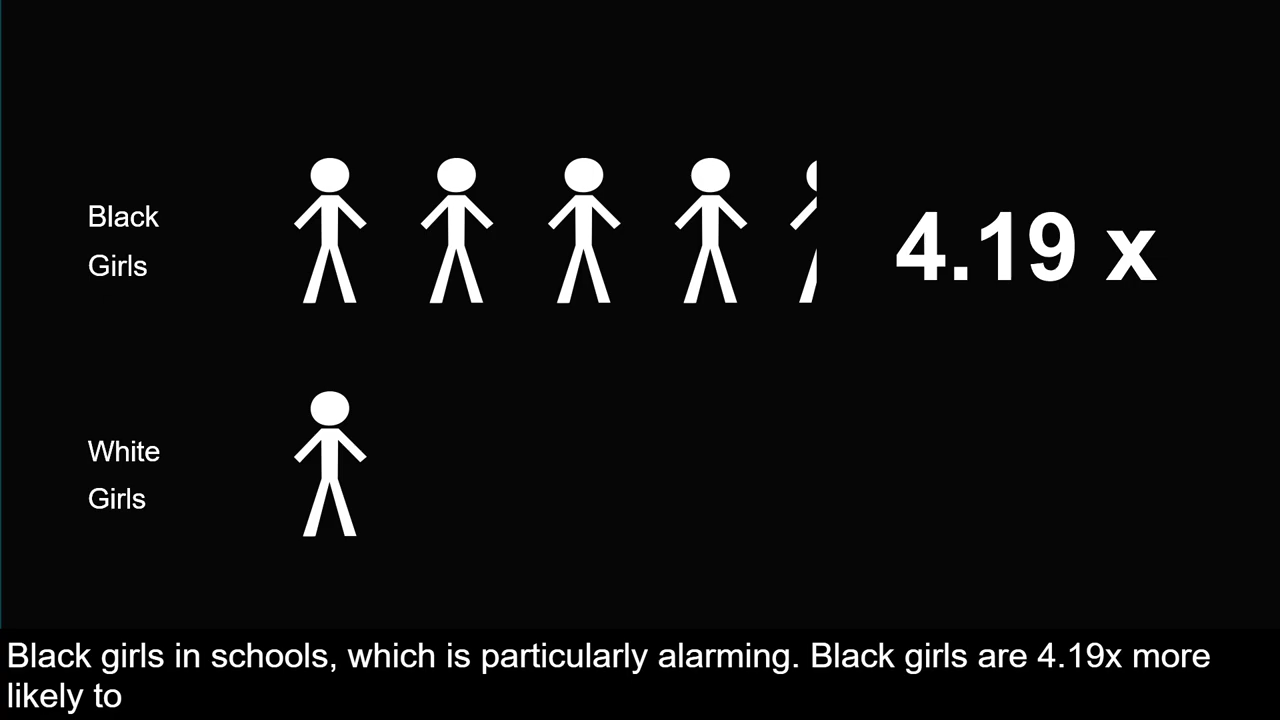 Black
Girls
4.19 x
White
Girls
Black girls in schools, which is particularly alarming. Black girls are 4.19x more
likely to